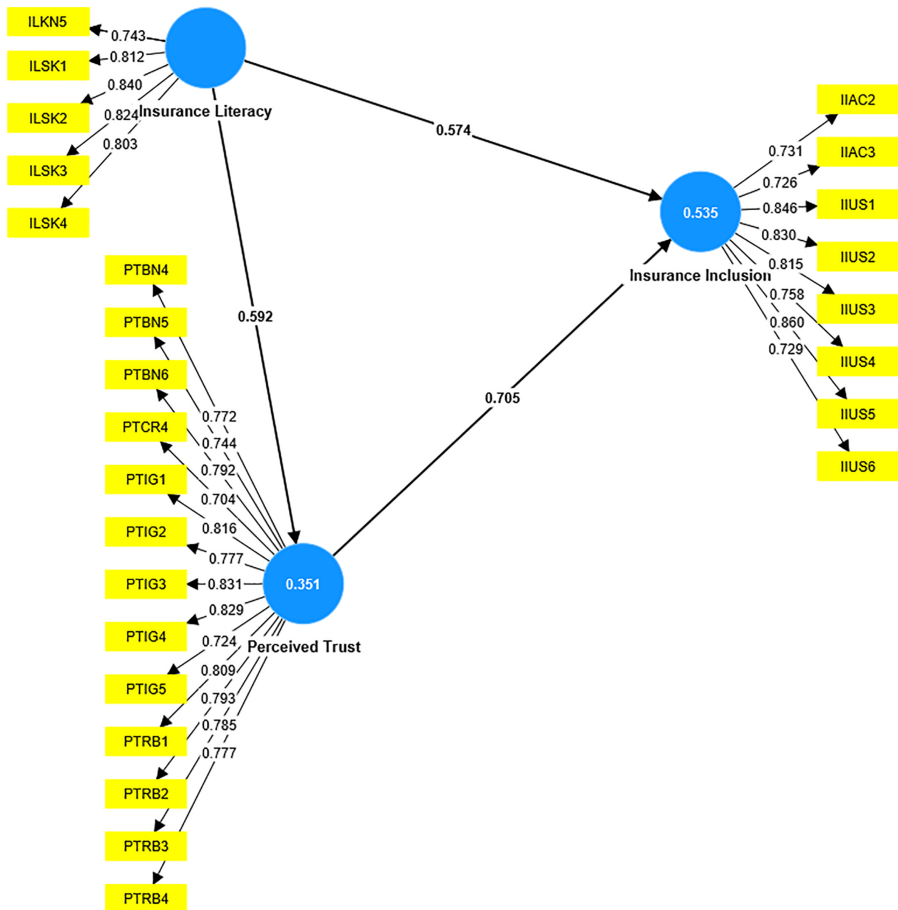 ILKN5
ILSK1
ILSK2
ILSK3
ILSK4
0.743
0.812
0.840
0.824
0.803
Insurance Literacy
0.574
0.592
0.705
IIAC2
IIAC3
IIUS1
IIUS2
IIUS3
IIUS4
IIUS5
IIUS6
0.731
0.726
0.846
0.830
0.815
0.758
0.860
0.729
0.535
Insurance Inclusion
PTBN4
PTBN5
PTBN6
PTCR4
PTIG1
PTIG2
PTIG3
PTIG4
PTIG5
PTRB1
PTRB2
PTRB3
PTRB4
0.772
0.744
0.792
0.704
0.816
0.777
0.831
0.829
0.724
0.809
0.793
0.785
0.777
0.351
Perceived Trust